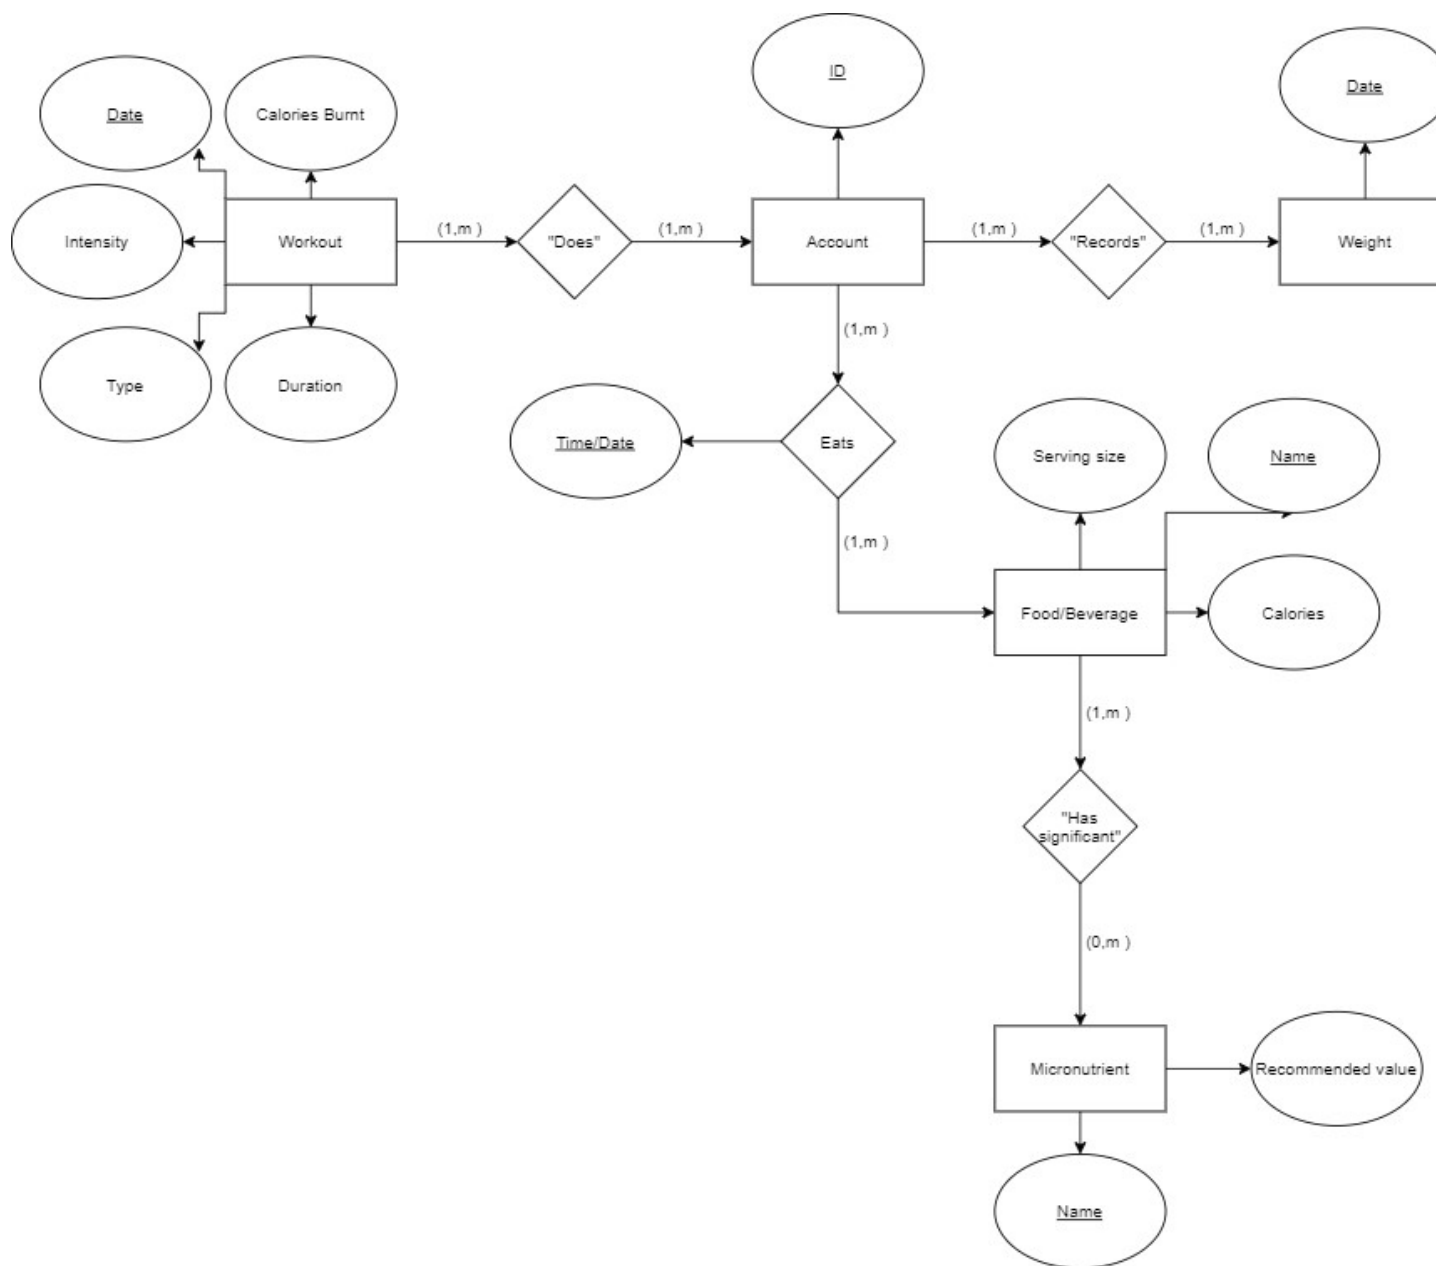 ID
Date
Calories Burnt
Date
Intensity
Workout
(1,m )
"Does"
(1,m )
Account
(1,m )
"Records"
(1,m )
Weight
(1,m )
Type
Duration
Time/Date
Eats
Serving size
Name
(1,m )
Food/Beverage
Calories
(1,m )
"Has
significant"
(0,m )
Micronutrient
Recommended value
Name